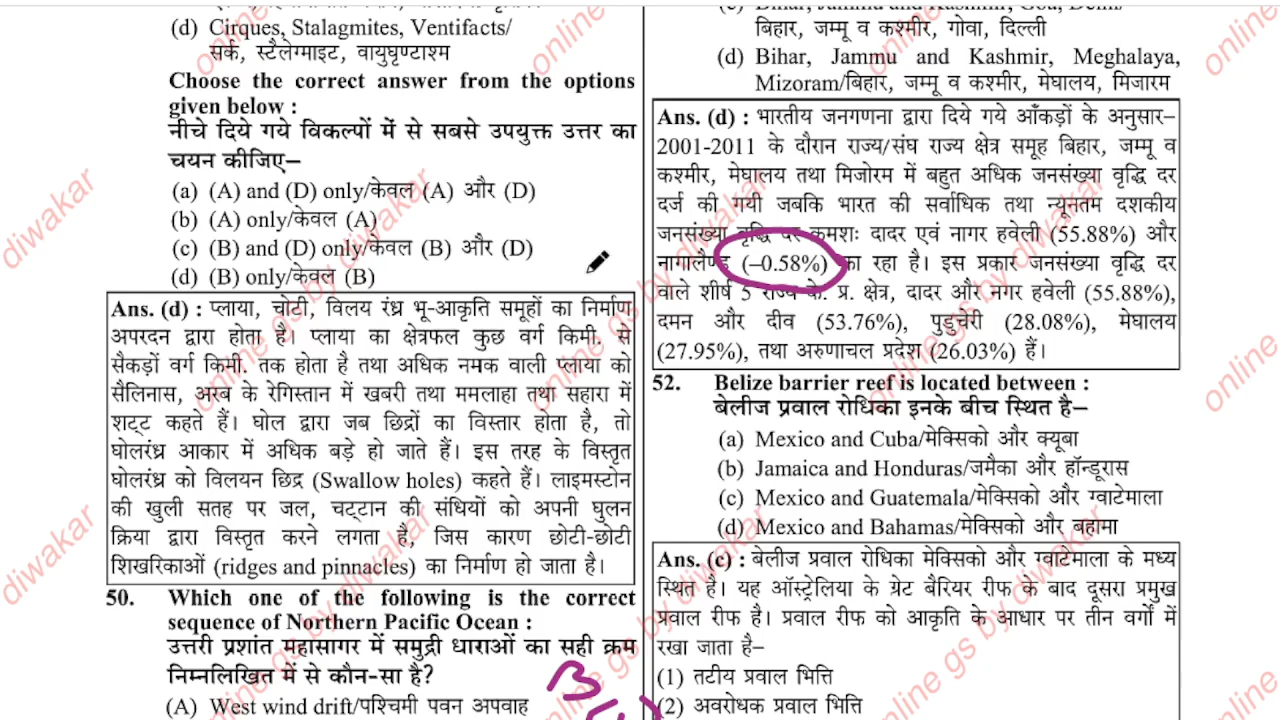 (d) Cirques, Stalagmites, Ventifacts/
सर्क, स्टैलेग्माइट, वायुघृण्टाश्म
Choose the correct answer from the options
given below :
नीचे दिये गये विकल्पों में से सबसे उपयुक्त उत्तर का
चयन कीजिए–
(a) (A) and (D) only/केवल (A) और (D)
(b) (A) only/केवल (A)
(c) (B) and (D) only/केवल (B) और (D)
(d) (B) only/केवल (B)
Ans. (d) : प्लाया, चोटी, विलय रंध्र भू-आकृति समूहों का निर्माण
अपरदन द्वारा होता है। प्लाया का क्षेत्रफल कुछ वर्ग किमी. से
सैकड़ों वर्ग किमी. तक होता है तथा अधिक नमक वाली प्लाया को
सैलिनास, अरब के रेगिस्तान में खबरी तथा ममलाहा तथा सहारा में
शट्ट कहते हैं। घोल द्वारा जब छिद्रों का विस्तार होता है, तो
घोलरंध्र आकार में अधिक बड़े हो जाते हैं। इस तरह के विस्तृत
घोलरंध्र को विलयन छिद्र (Swallow holes) कहते हैं। लाइमस्टोन
की खुली सतह पर जल, चट्टान की संधियों को अपनी घुलन
क्रिया द्वारा विस्तृत करने लगता है, जिस कारण छोटी-छोटी
शिखरिकाओं (ridges and pinnacles) का निर्माण हो जाता है।
50. Which one of the following is the correct
sequence of Northern Pacific Ocean :
उत्तरी प्रशांत महासागर में समुद्री धाराओं का सही क्रम
निम्नलिखित में से कौन-सा है?
(A) West wind drift/पश्चिमी पवन अपवाह
(c) Bihar, Jammu and Kashmir, Goa, Delhi/
बिहार, जम्मू व कश्मीर, गोवा, दिल्ली
(d) Bihar, Jammu and Kashmir, Meghalaya,
Mizoram/बिहार, जम्मू व कश्मीर, मेघालय, मिजारम
Ans. (d) : भारतीय जनगणना द्वारा दिये गये आँकड़ों के अनुसार–
2001-2011 के दौरान राज्य/संघ राज्य क्षेत्र समूह बिहार, जम्मू व
कश्मीर, मेघालय तथा मिजोरम में बहुत अधिक जनसंख्या वृद्धि दर
दर्ज की गयी जबकि भारत की सर्वाधिक तथा न्यूनतम दशकीय
जनसंख्या वृद्धि दर क्रमशः दादर एवं नागर हवेली (55.88%) और
नागालैण्ड (–0.58%) का रहा है। इस प्रकार जनसंख्या वृद्धि दर
वाले शीर्ष 5 राज्य के. प्र. क्षेत्र, दादर और नगर हवेली (55.88%),
दमन और दीव (53.76%), पुडुचेरी (28.08%), मेघालय
(27.95%), तथा अरुणाचल प्रदेश (26.03%) हैं।
52. Belize barrier reef is located between :
बेलीज प्रवाल रोधिका इनके बीच स्थित है–
(a) Mexico and Cuba/मेक्सिको और क्यूबा
(b) Jamaica and Honduras/जमैका और हॉन्डूरास
(c) Mexico and Guatemala/मेक्सिको और ग्वाटेमाला
(d) Mexico and Bahamas/मेक्सिको और बहामा
Ans. (c) : बेलीज प्रवाल रोधिका मेक्सिको और ग्वाटेमाला के मध्य
स्थित है। यह ऑस्ट्रेलिया के ग्रेट बैरियर रीफ के बाद दूसरा प्रमुख
प्रवाल रीफ है। प्रवाल रीफ को आकृति के आधार पर तीन वर्गों में
रखा जाता है–
(1) तटीय प्रवाल भित्ति
(2) अवरोधक प्रवाल भित्ति
online gs by diwakar